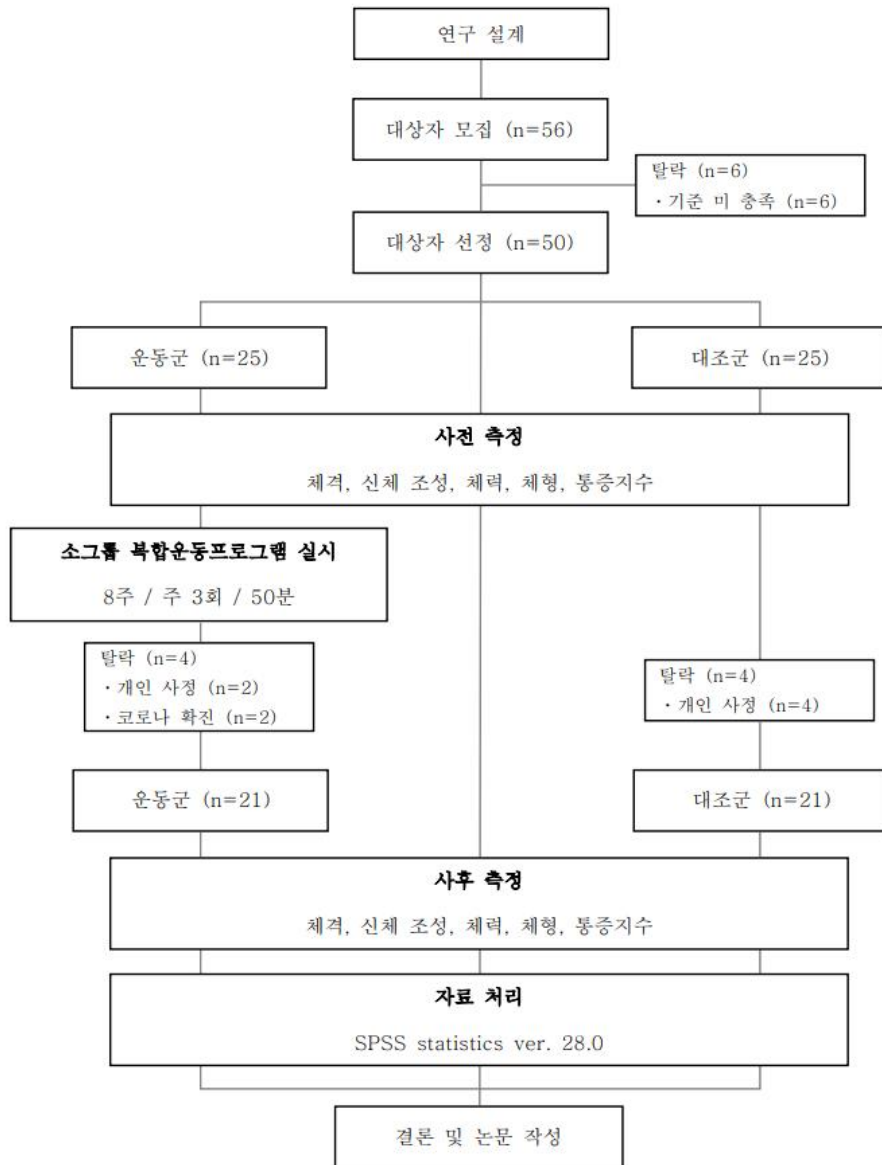 연구 설계
대상자 모집 (n=56)
탈락 (n=6)
·기준 미 충족 (n=6)
대상자 선정 (n=50)
운동군 (n=25)
대조군 (n=25)
사전 측정
체격, 신체 조성, 체력, 체형, 통증지수
소그룹 복합운동프로그램 실시
8주 / 주 3회 / 50분
탈락 (n=4)
·개인 사정 (n=2)
·코로나 확진 (n=2)
탈락 (n=4)
·개인 사정 (n=4)
운동군 (n=21)
대조군 (n=21)
사후 측정
체격, 신체 조성, 체력, 체형, 통증지수
자료 처리
SPSS statistics ver. 28.0
결론 및 논문 작성